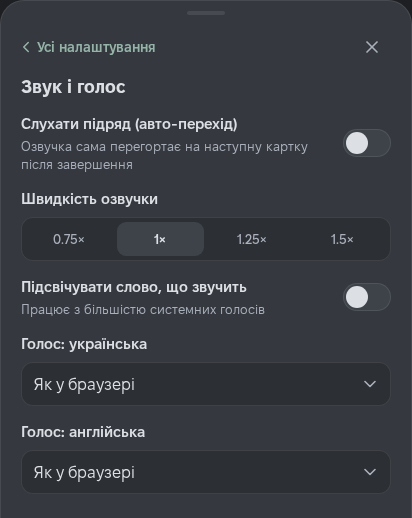 Усі налаштування
Звук і голос
Слухати підряд (авто-перехід)
Озвучка сама перегортає на наступну картку
після завершення
Швидкість озвучки
0.75× 1× 1.25× 1.5×
Підсвічувати слово, що звучить
Працює з більшістю системних голосів
Голос: українська
Як у браузері
Голос: англійська
Як у браузері